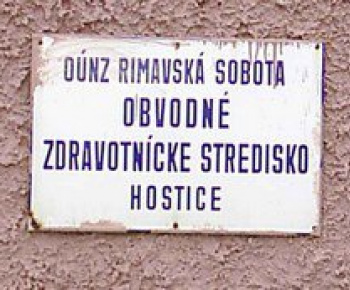 OÚNZ RIMAVSKÁ SOBOTA
OBVODNÉ
ZDRAVOTNÍCKE STREDISKO
HOSTICE